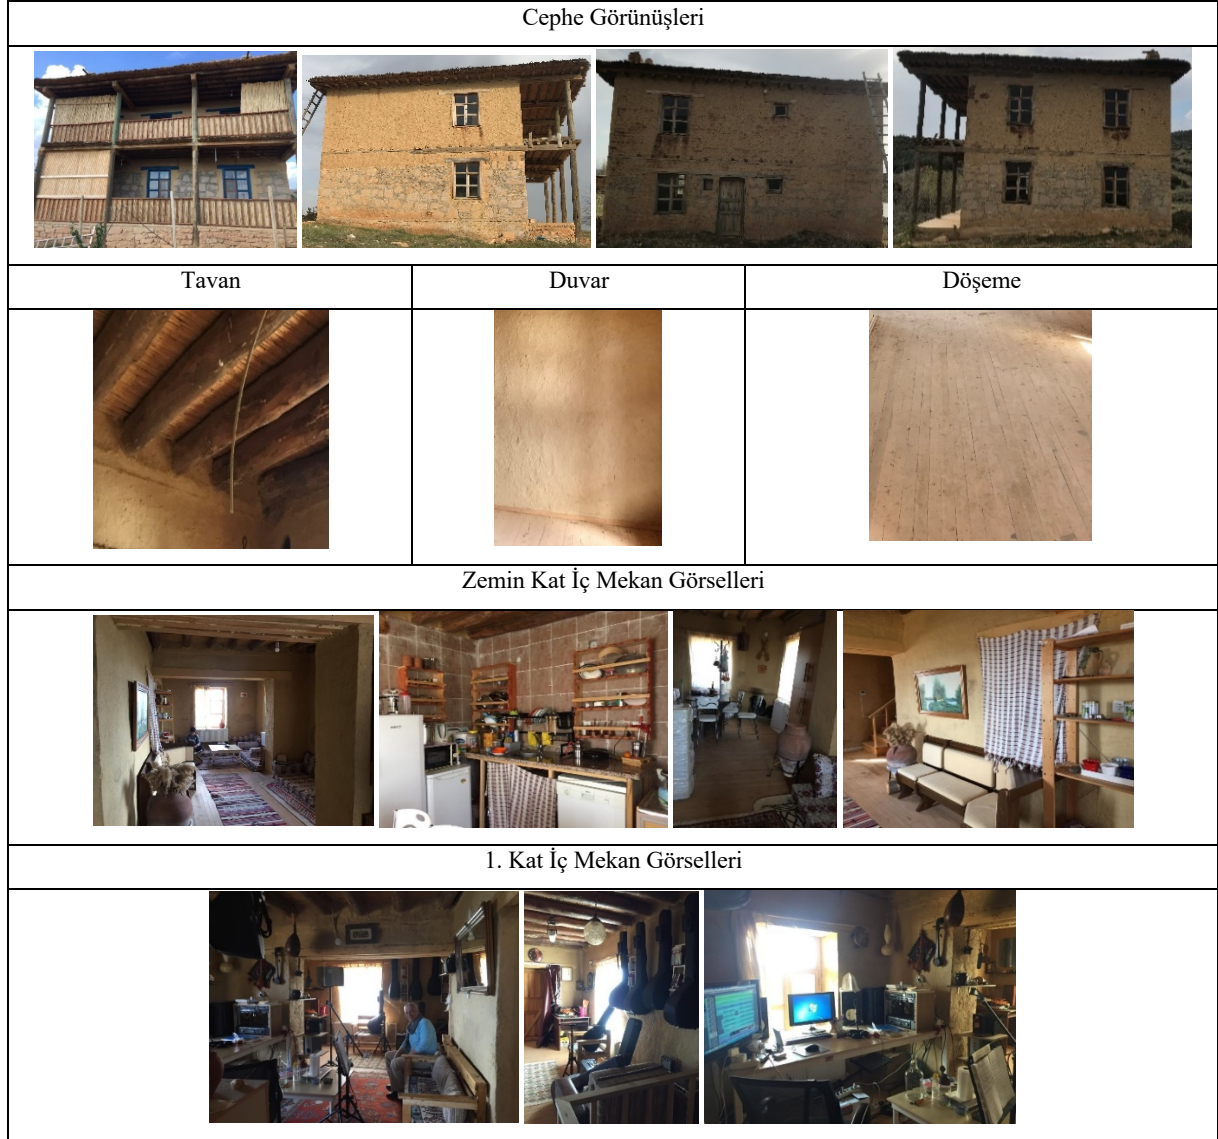 Cephe Görünüşleri
Tavan
Duvar
Döşeme
Zemin Kat İç Mekan Görselleri
1. Kat İç Mekan Görselleri